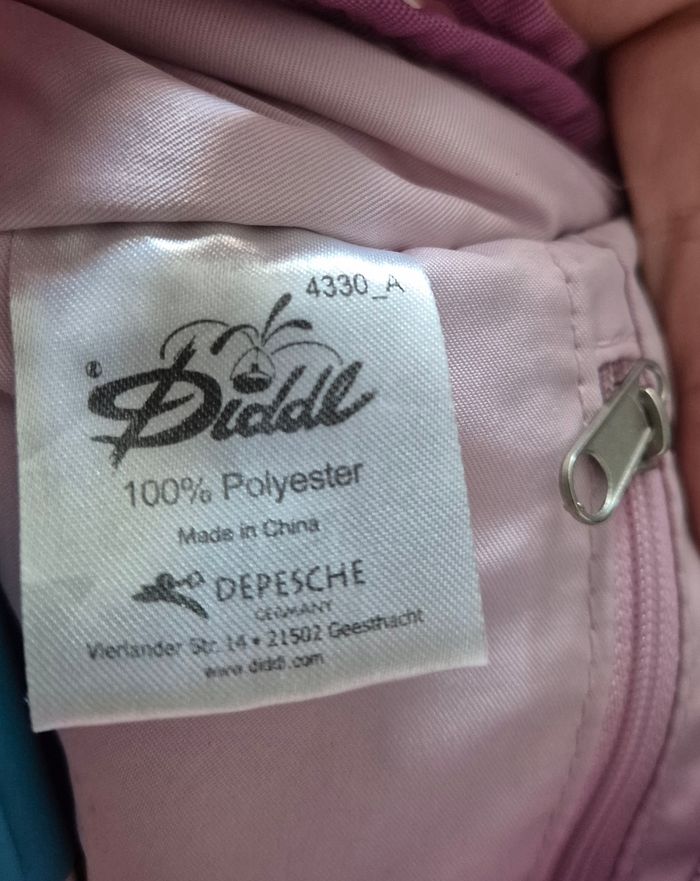 4330_A
® Diddl
100% Polyester
Made in China
DEPESCHE
GERMANY
Vierlander Str. 14 • 21502 Geesthacht
www.diddl.com